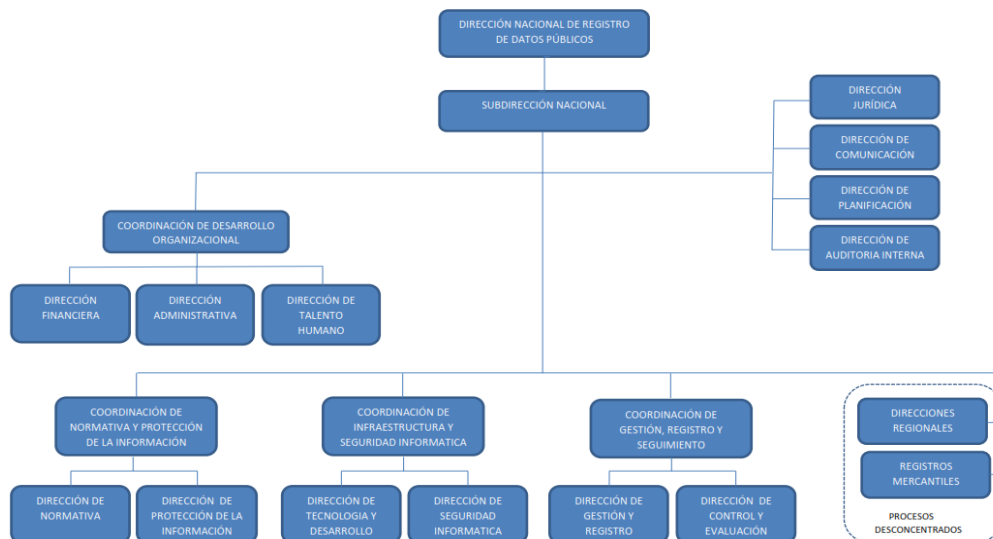 DIRECCIÓN NACIONAL DE REGISTRO
DE DATOS PÚBLICOS
SUBDIRECCIÓN NACIONAL
DIRECCIÓN
JURÍDICA
DIRECCIÓN DE
COMUNICACIÓN
DIRECCIÓN DE
PLANIFICACIÓN
DIRECCIÓN DE
AUDITORIA INTERNA
COORDINACIÓN DE DESARROLLO
ORGANIZACIONAL
DIRECCIÓN
FINANCIERA
DIRECCIÓN
ADMINISTRATIVA
DIRECCIÓN DE
TALENTO
HUMANO
COORDINACIÓN DE
NORMATIVA Y PROTECCIÓN
DE LA INFORMACIÓN
COORDINACIÓN DE
INFRAESTRUCTURA Y
SEGURIDAD INFORMATICA
COORDINACIÓN DE
GESTIÓN, REGISTRO Y
SEGUIMIENTO
DIRECCIONES
REGIONALES
REGISTROS
MERCANTILES
PROCESOS
DESCONCENTRADOS
DIRECCIÓN DE
NORMATIVA
DIRECCIÓN DE
PROTECCIÓN DE LA
INFORMACIÓN
DIRECCIÓN DE
TECNOLOGIA Y
DESARROLLO
DIRECCIÓN DE
SEGURIDAD
INFORMATICA
DIRECCIÓN DE
GESTIÓN Y
REGISTRO
DIRECCIÓN DE
CONTROL Y
EVALUACIÓN